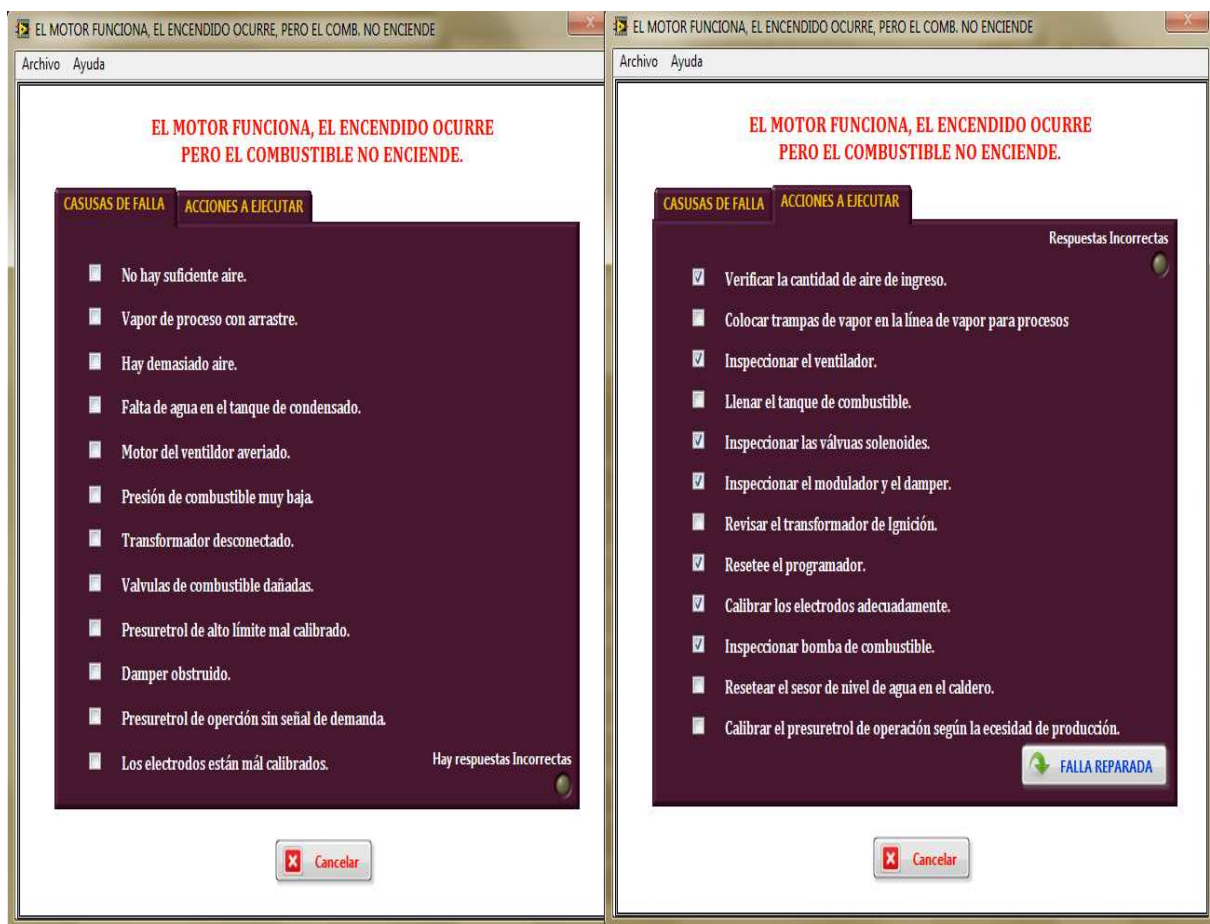 EL MOTOR FUNCIONA, EL ENCENDIDO OCURRE, PERO EL COMB. NO ENCIENDE
Archivo Ayuda
EL MOTOR FUNCIONA, EL ENCENDIDO OCURRE
PERO EL COMBUSTIBLE NO ENCIENDE.
CASUSAS DE FALLA
ACCIONES A EJECUTAR
No hay suficiente aire.
Vapor de proceso con arrastre.
Hay demasiado aire.
Falta de agua en el tanque de condensado.
Motor del ventildor averiado.
Presión de combustible muy baja.
Transformador desconectado.
Valvulas de combustible dañadas.
Presuretrol de alto límite mal calibrado.
Damper obstruido.
Presuretrol de operción sin señal de demanda.
Los electrodos están mál calibrados.
Hay respuestas Incorrectas
Cancelar
EL MOTOR FUNCIONA, EL ENCENDIDO OCURRE, PERO EL COMB. NO ENCIENDE
Archivo Ayuda
EL MOTOR FUNCIONA, EL ENCENDIDO OCURRE
PERO EL COMBUSTIBLE NO ENCIENDE.
CASUSAS DE FALLA
ACCIONES A EJECUTAR
Respuestas Incorrectas
Verificar la cantidad de aire de ingreso.
Colocar trampas de vapor en la línea de vapor para procesos
Inspeccionar el ventilador.
Llenar el tanque de combustible.
Inspeccionar las válvuas solenoides.
Inspeccionar el modulador y el damper.
Revisar el transformador de Ignición.
Resetee el programador.
Calibrar los electrodos adecuadamente.
Inspeccionar bomba de combustible.
Resetear el sesor de nivel de agua en el caldero.
Calibrar el presuretrol de operación según la ecesidad de producción.
FALLA REPARADA
Cancelar